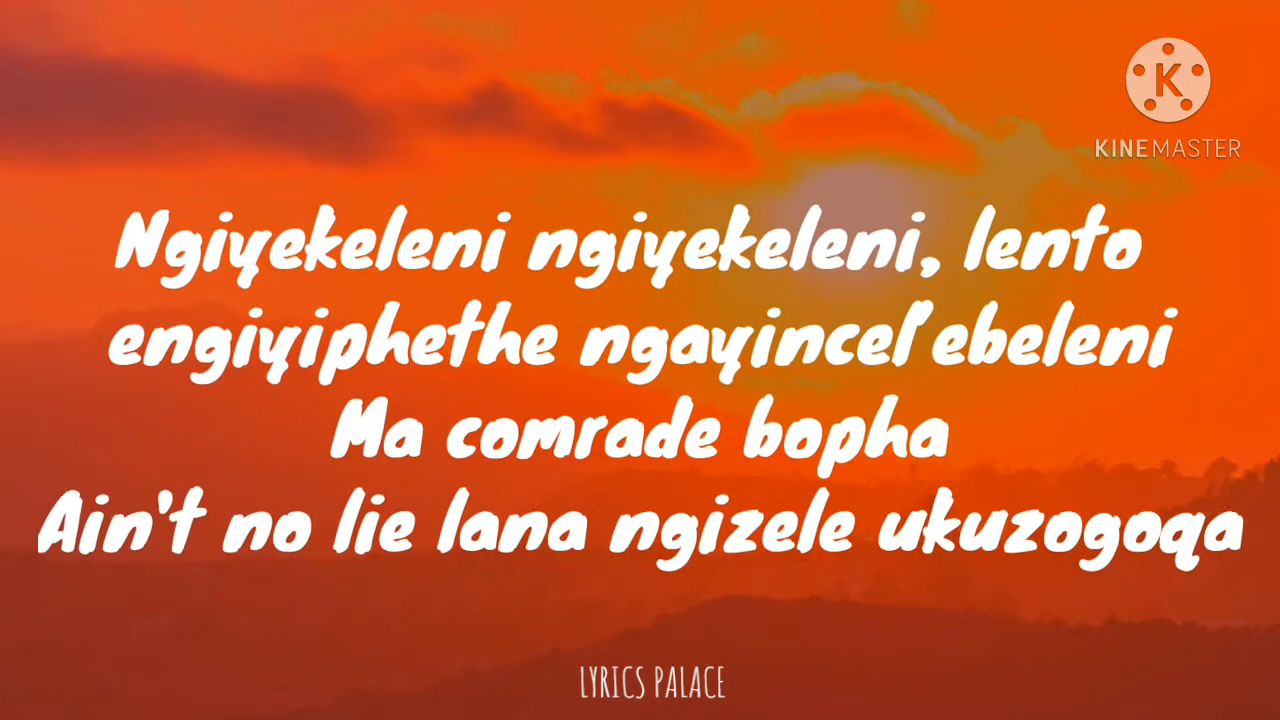 K
KINEMASTER
Ngiyekeleni ngiyekeleni, lento
engiyiphethe ngayincel'ebeleni
Ma comrade bopha
Ain't no lie lana ngizele ukuzogoqa
LYRICS PALACE